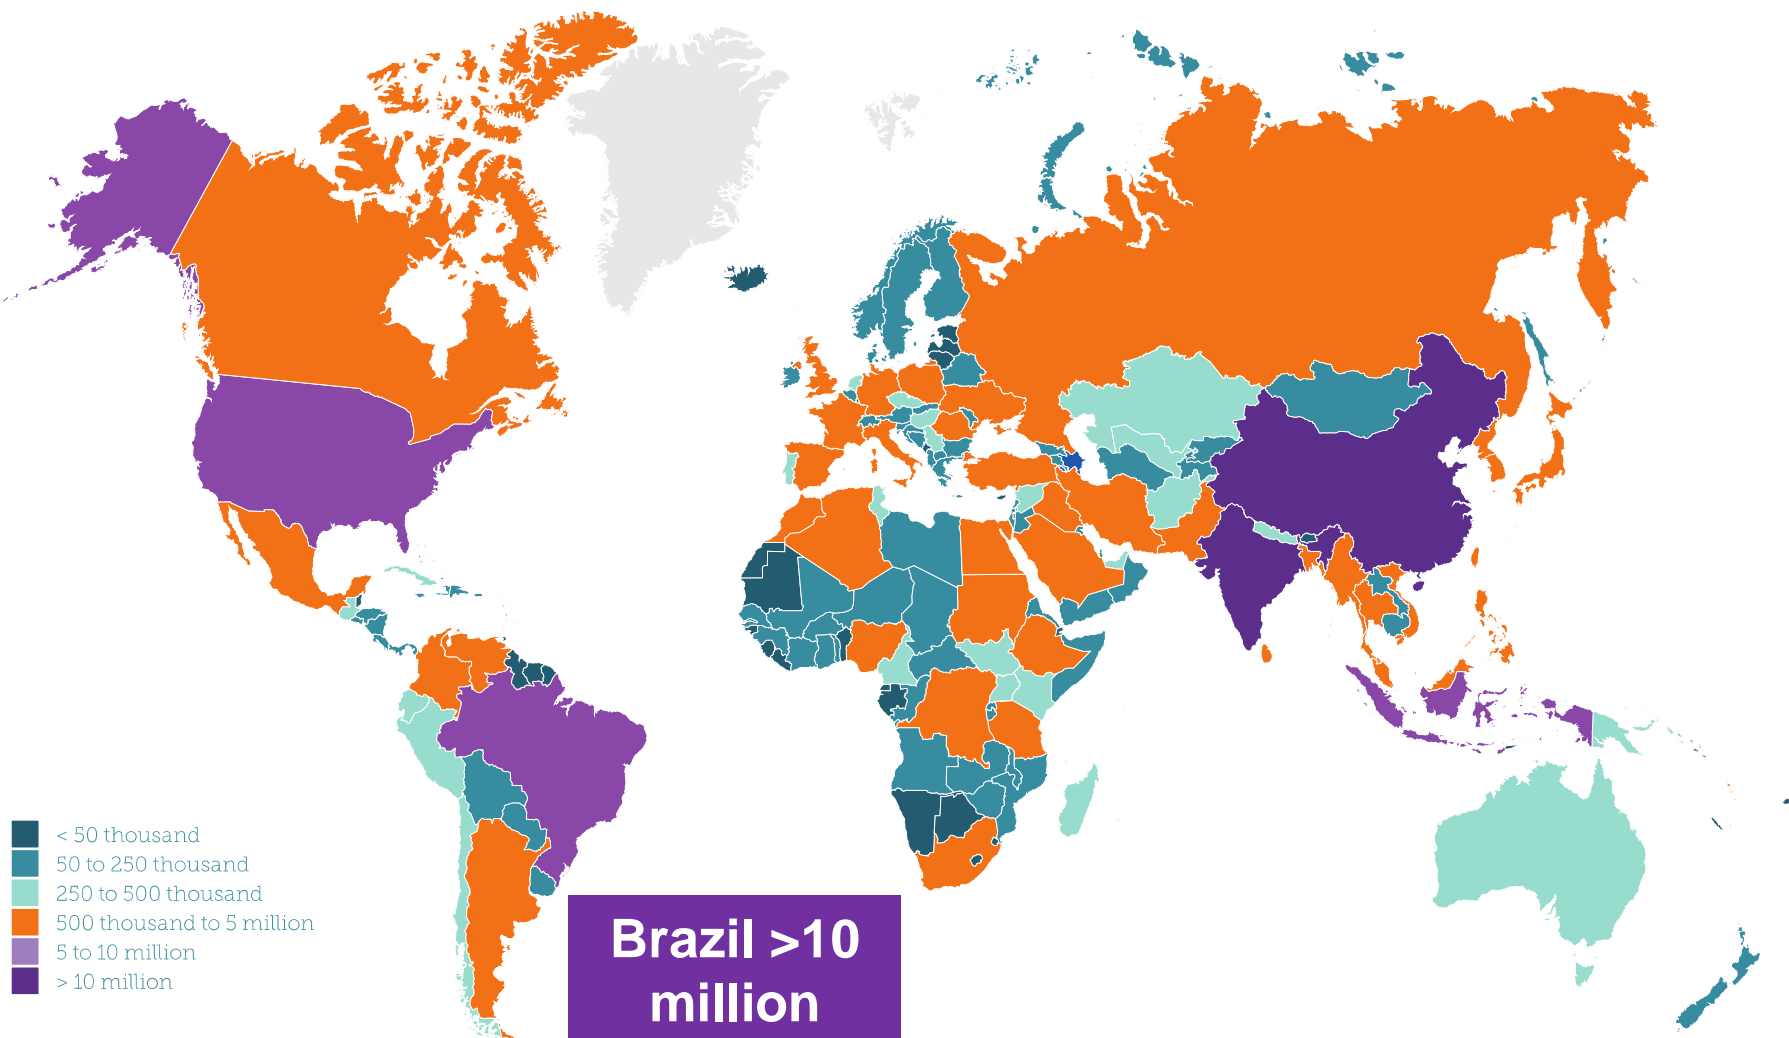 < 50 thousand
50 to 250 thousand
250 to 500 thousand
500 thousand to 5 million
5 to 10 million
> 10 million
Brazil >10
million